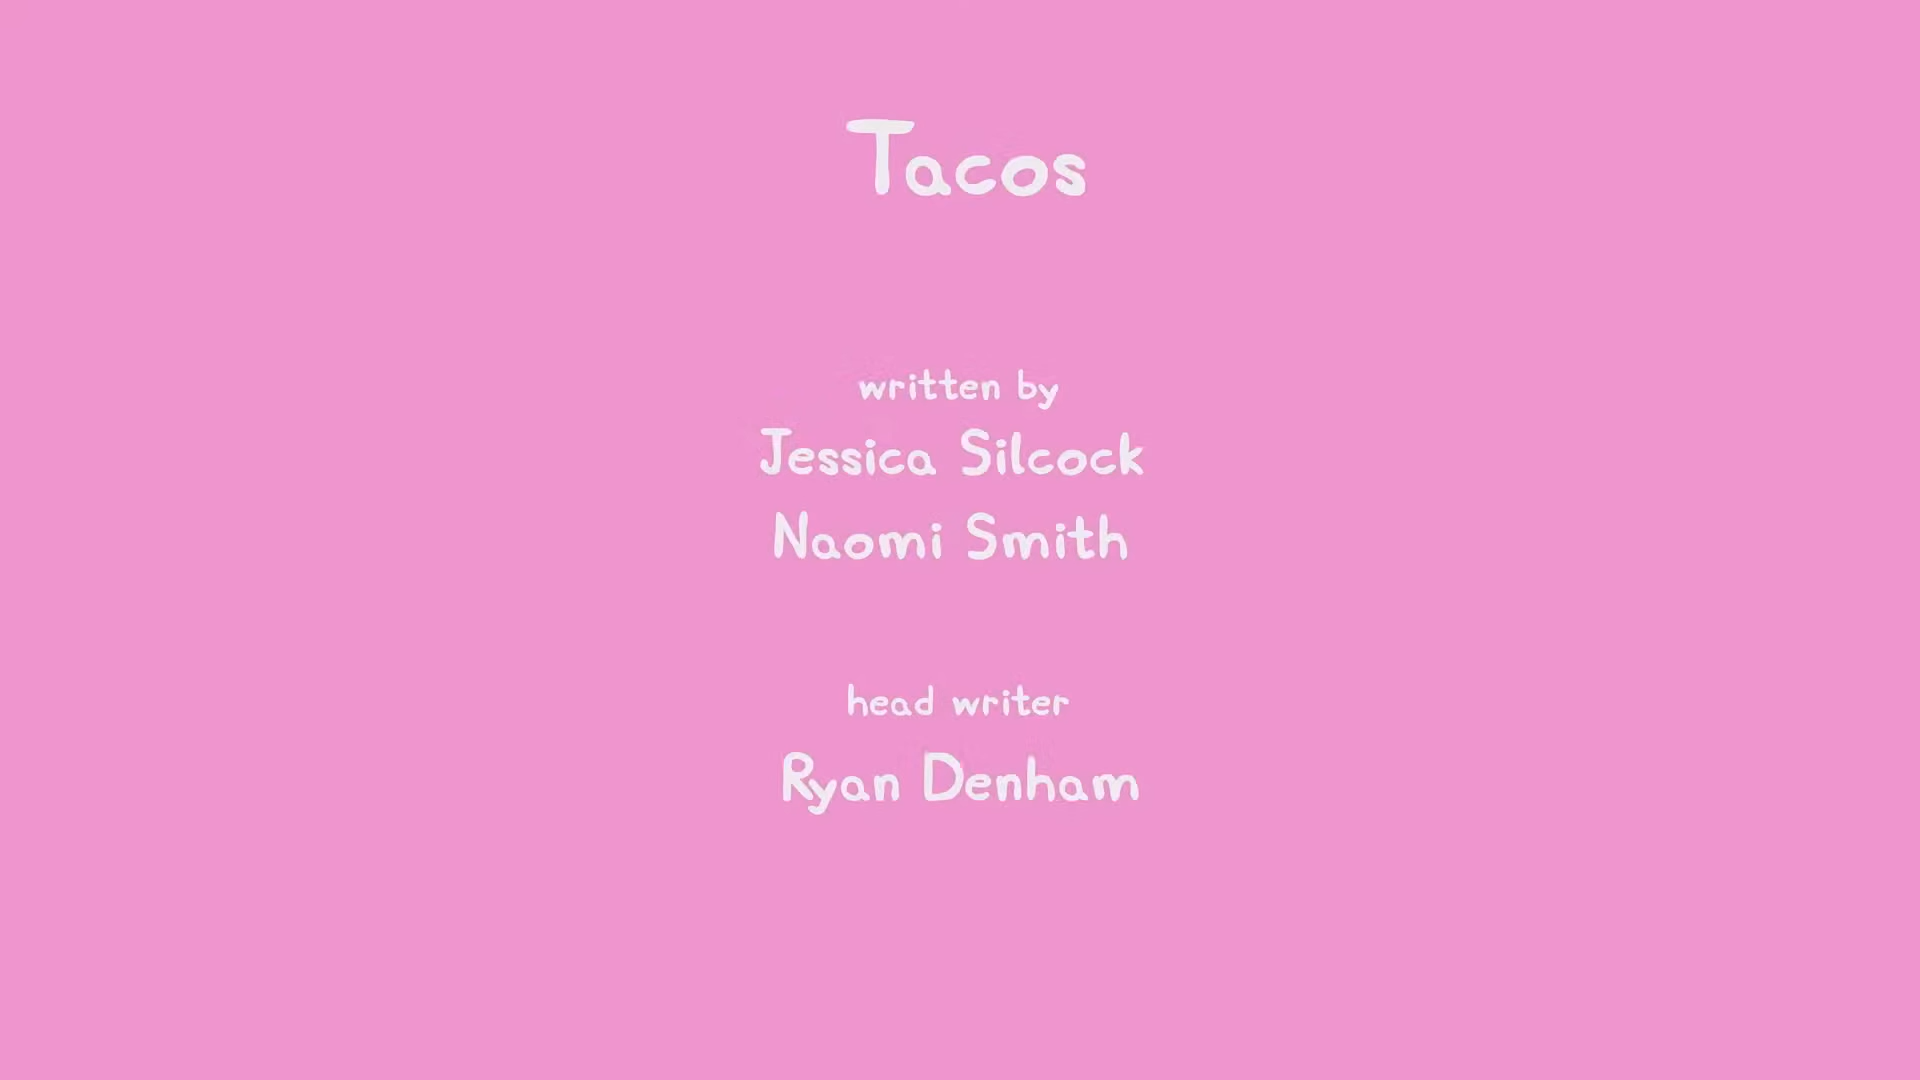 Tacos
written by
Jessica Silcock
Naomi Smith
head writer
Ryan Denham